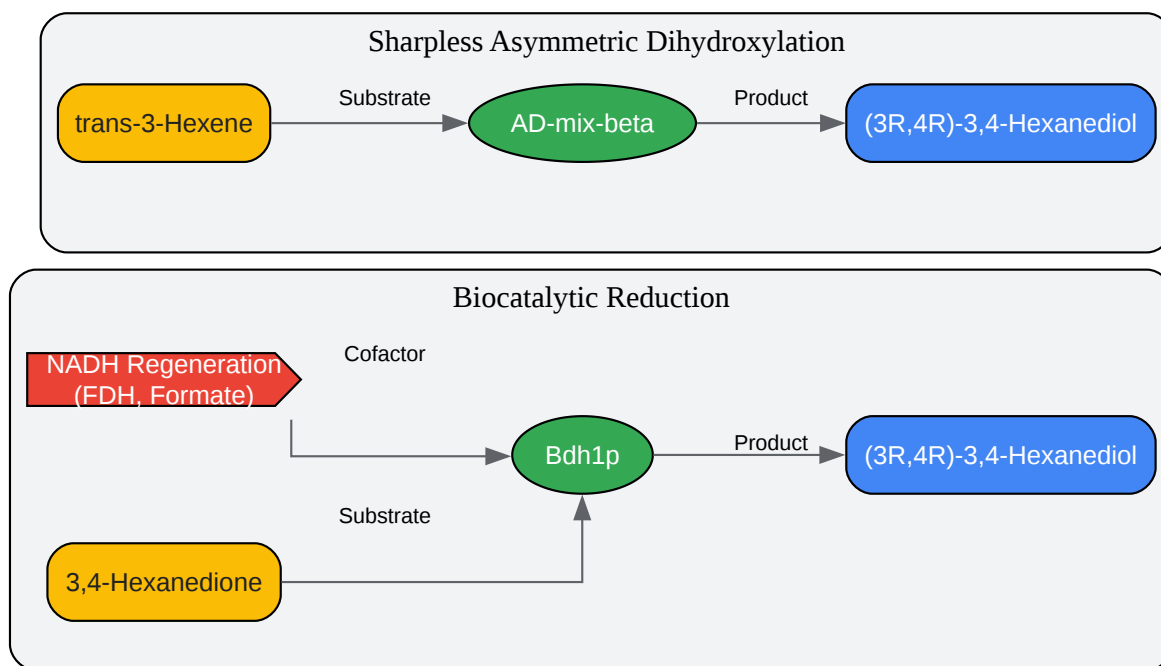 Sharpless Asymmetric Dihydroxylation
trans-3-Hexene
Substrate
AD-mix-beta
Product
(3R,4R)-3,4-Hexanediol
Biocatalytic Reduction
NADH Regeneration
(FDH, Formate)
Cofactor
Bdh1p
Product
(3R,4R)-3,4-Hexanediol
Substrate
3,4-Hexanedione